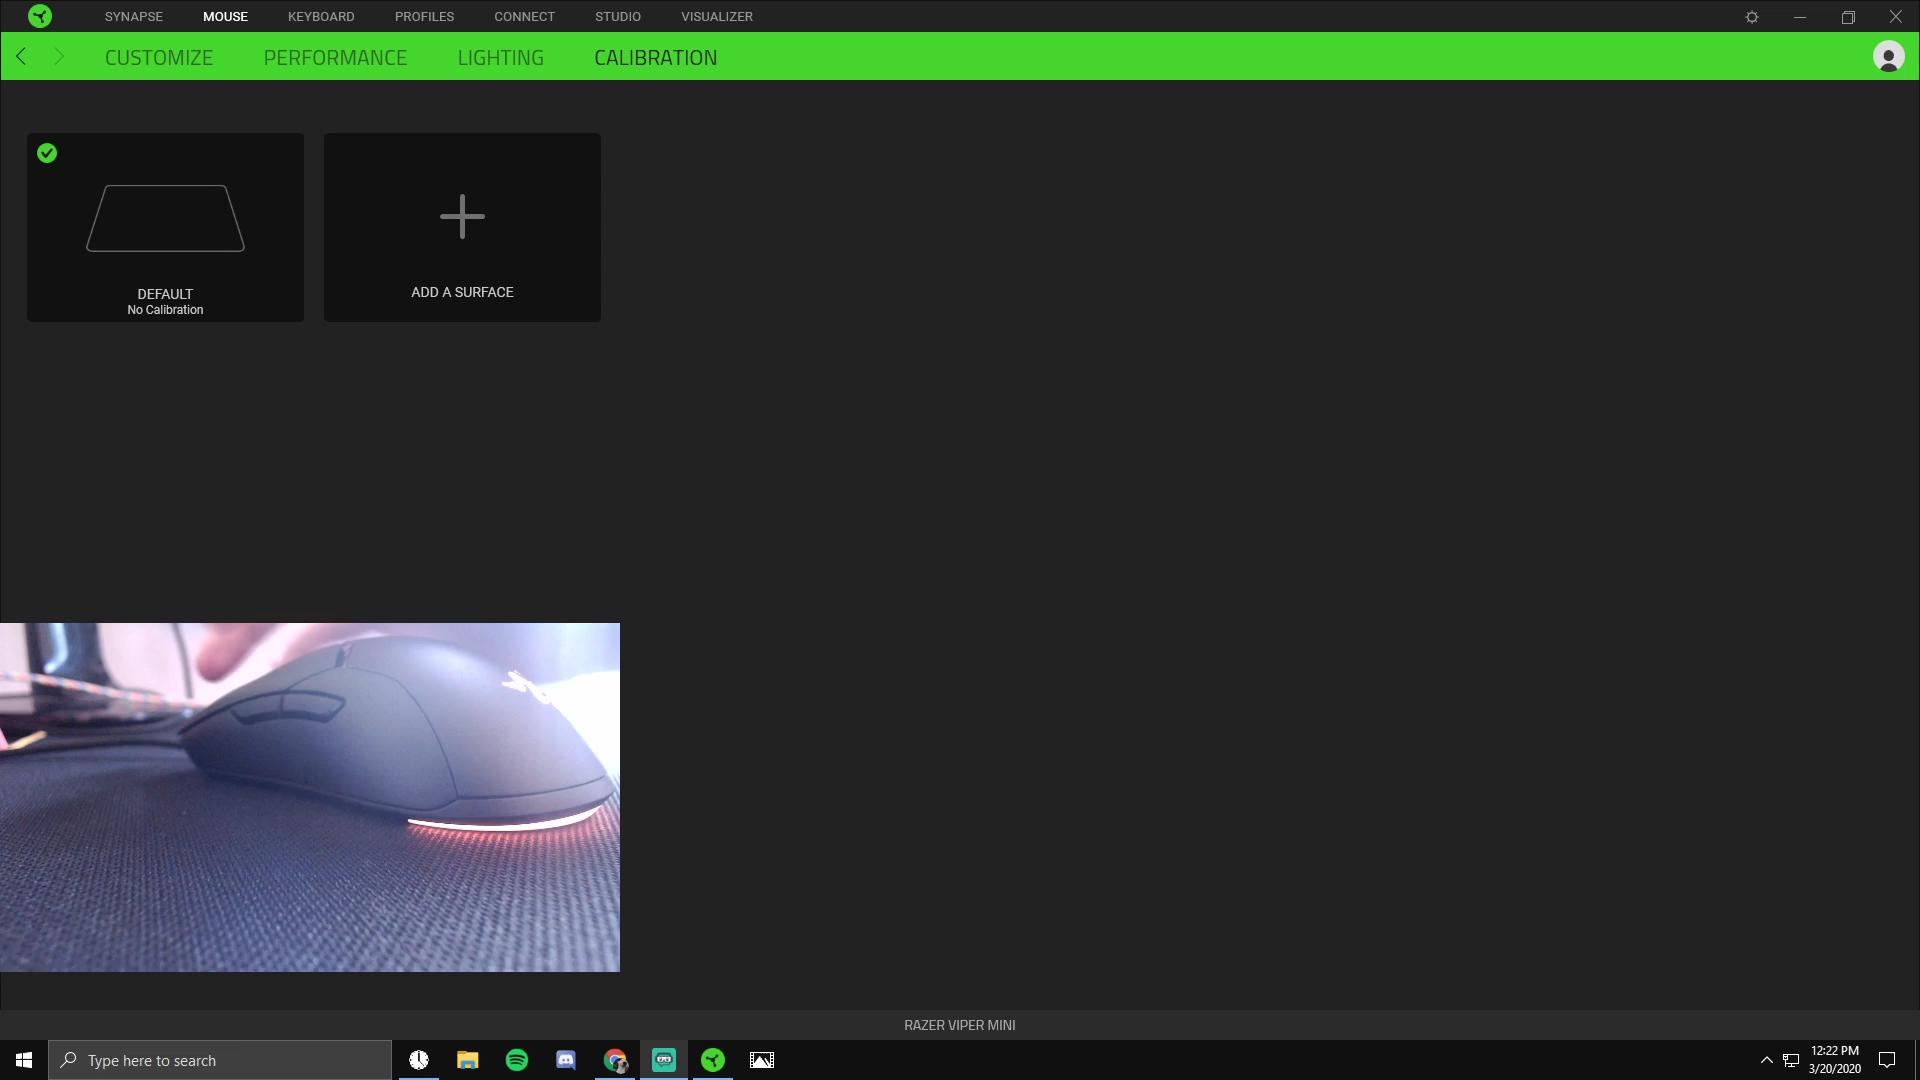 SYNAPSE MOUSE KEYBOARD PROFILES CONNECT STUDIO VISUALIZER
CUSTOMIZE PERFORMANCE LIGHTING CALIBRATION
DEFAULT
No Calibration
ADD A SURFACE
RAZER VIPER MINI
Type here to search
12:22 PM
3/20/2020